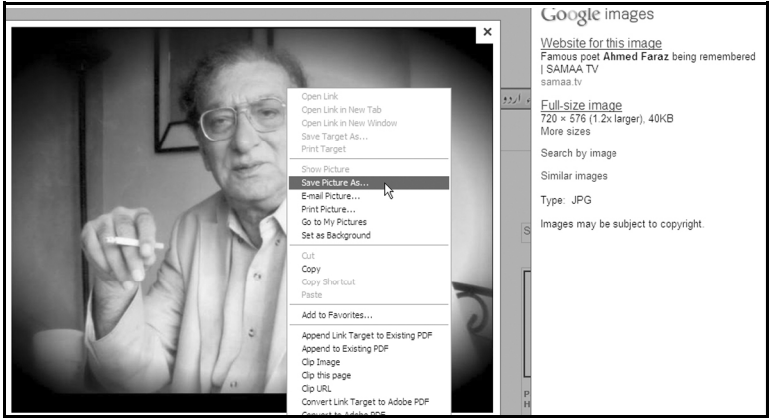 ×
Open Link
Open Link in New Tab
Open Link in New Window
Save Target As...
Print Target
Show Picture
Save Picture As...
E-mail Picture...
Print Picture...
Go to My Pictures
Set as Background
Cut
Copy
Copy Shortcut
Paste
Add to Favorites...
Append Link Target to Existing PDF
Append to Existing PDF
Clip Image
Clip this page
Clip URL
Convert Link Target to Adobe PDF
Convert to Adobe PDF
اردو
S
P
H
Google images
Website for this image
Famous poet Ahmed Faraz being remembered
| SAMAA TV
samaa.tv
Full-size image
720 × 576 (1.2x larger), 40KB
More sizes
Search by image
Similar images
Type: JPG
Images may be subject to copyright.